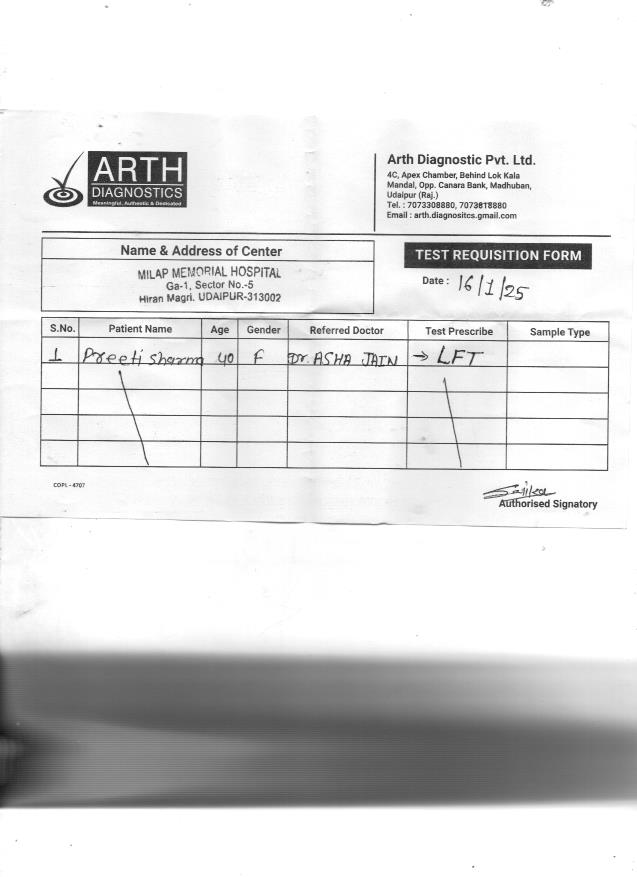 ARTH
DIAGNOSTICS
Meaningful, Authentic & Dedicated
Arth Diagnostic Pvt. Ltd.
4C, Apex Chamber, Behind Lok Kala
Mandal, Opp. Canara Bank, Madhuban,
Udaipur (Raj.)
Tel. : 7073308880, 7073818880
Email : arth.diagnositcs.gmail.com
Name & Address of Center
MILAP MEMORIAL HOSPITAL
Ga-1, Sector No.-5
Hiran Magri. UDAIPUR-313002
TEST REQUISITION FORM
Date : 16/1/25
S.No. Patient Name Age Gender Referred Doctor Test Prescribe Sample Type
1 Preeti Sharma 40 F Dr. ASHA JAIN → LFT
COPL - 4707
Authorised Signatory